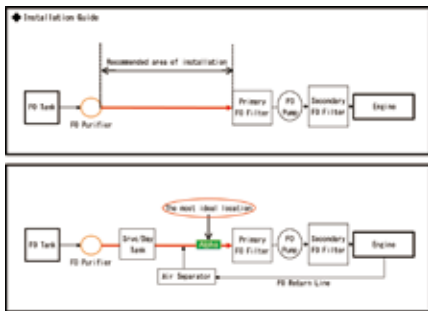 ◆ Installation Guide
Recommended area of installation
FO Tank
FO Purifier
Primary
FO Filter
FO
Pump
Secondary
FO Filter
Engine
The most ideal location
FO Tank
FO Purifier
Srvc/Day
Tank
Air Separator
Primary
FO Filter
FO
Pump
Secondary
FO Filter
Engine
FO Return Line